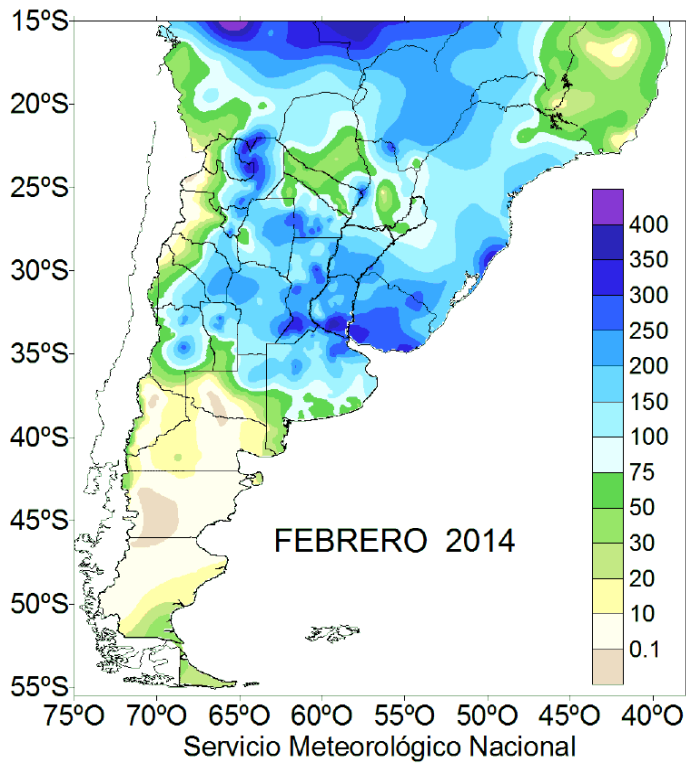 15ºS
20ºS
25ºS
30ºS
35ºS
40ºS
45ºS
50ºS
55ºS
400
350
300
250
200
150
100
75
50
30
20
10
0.1
FEBRERO 2014
75ºO 70ºO 65ºO 60ºO 55ºO 50ºO 45ºO 40ºO
Servicio Meteorológico Nacional